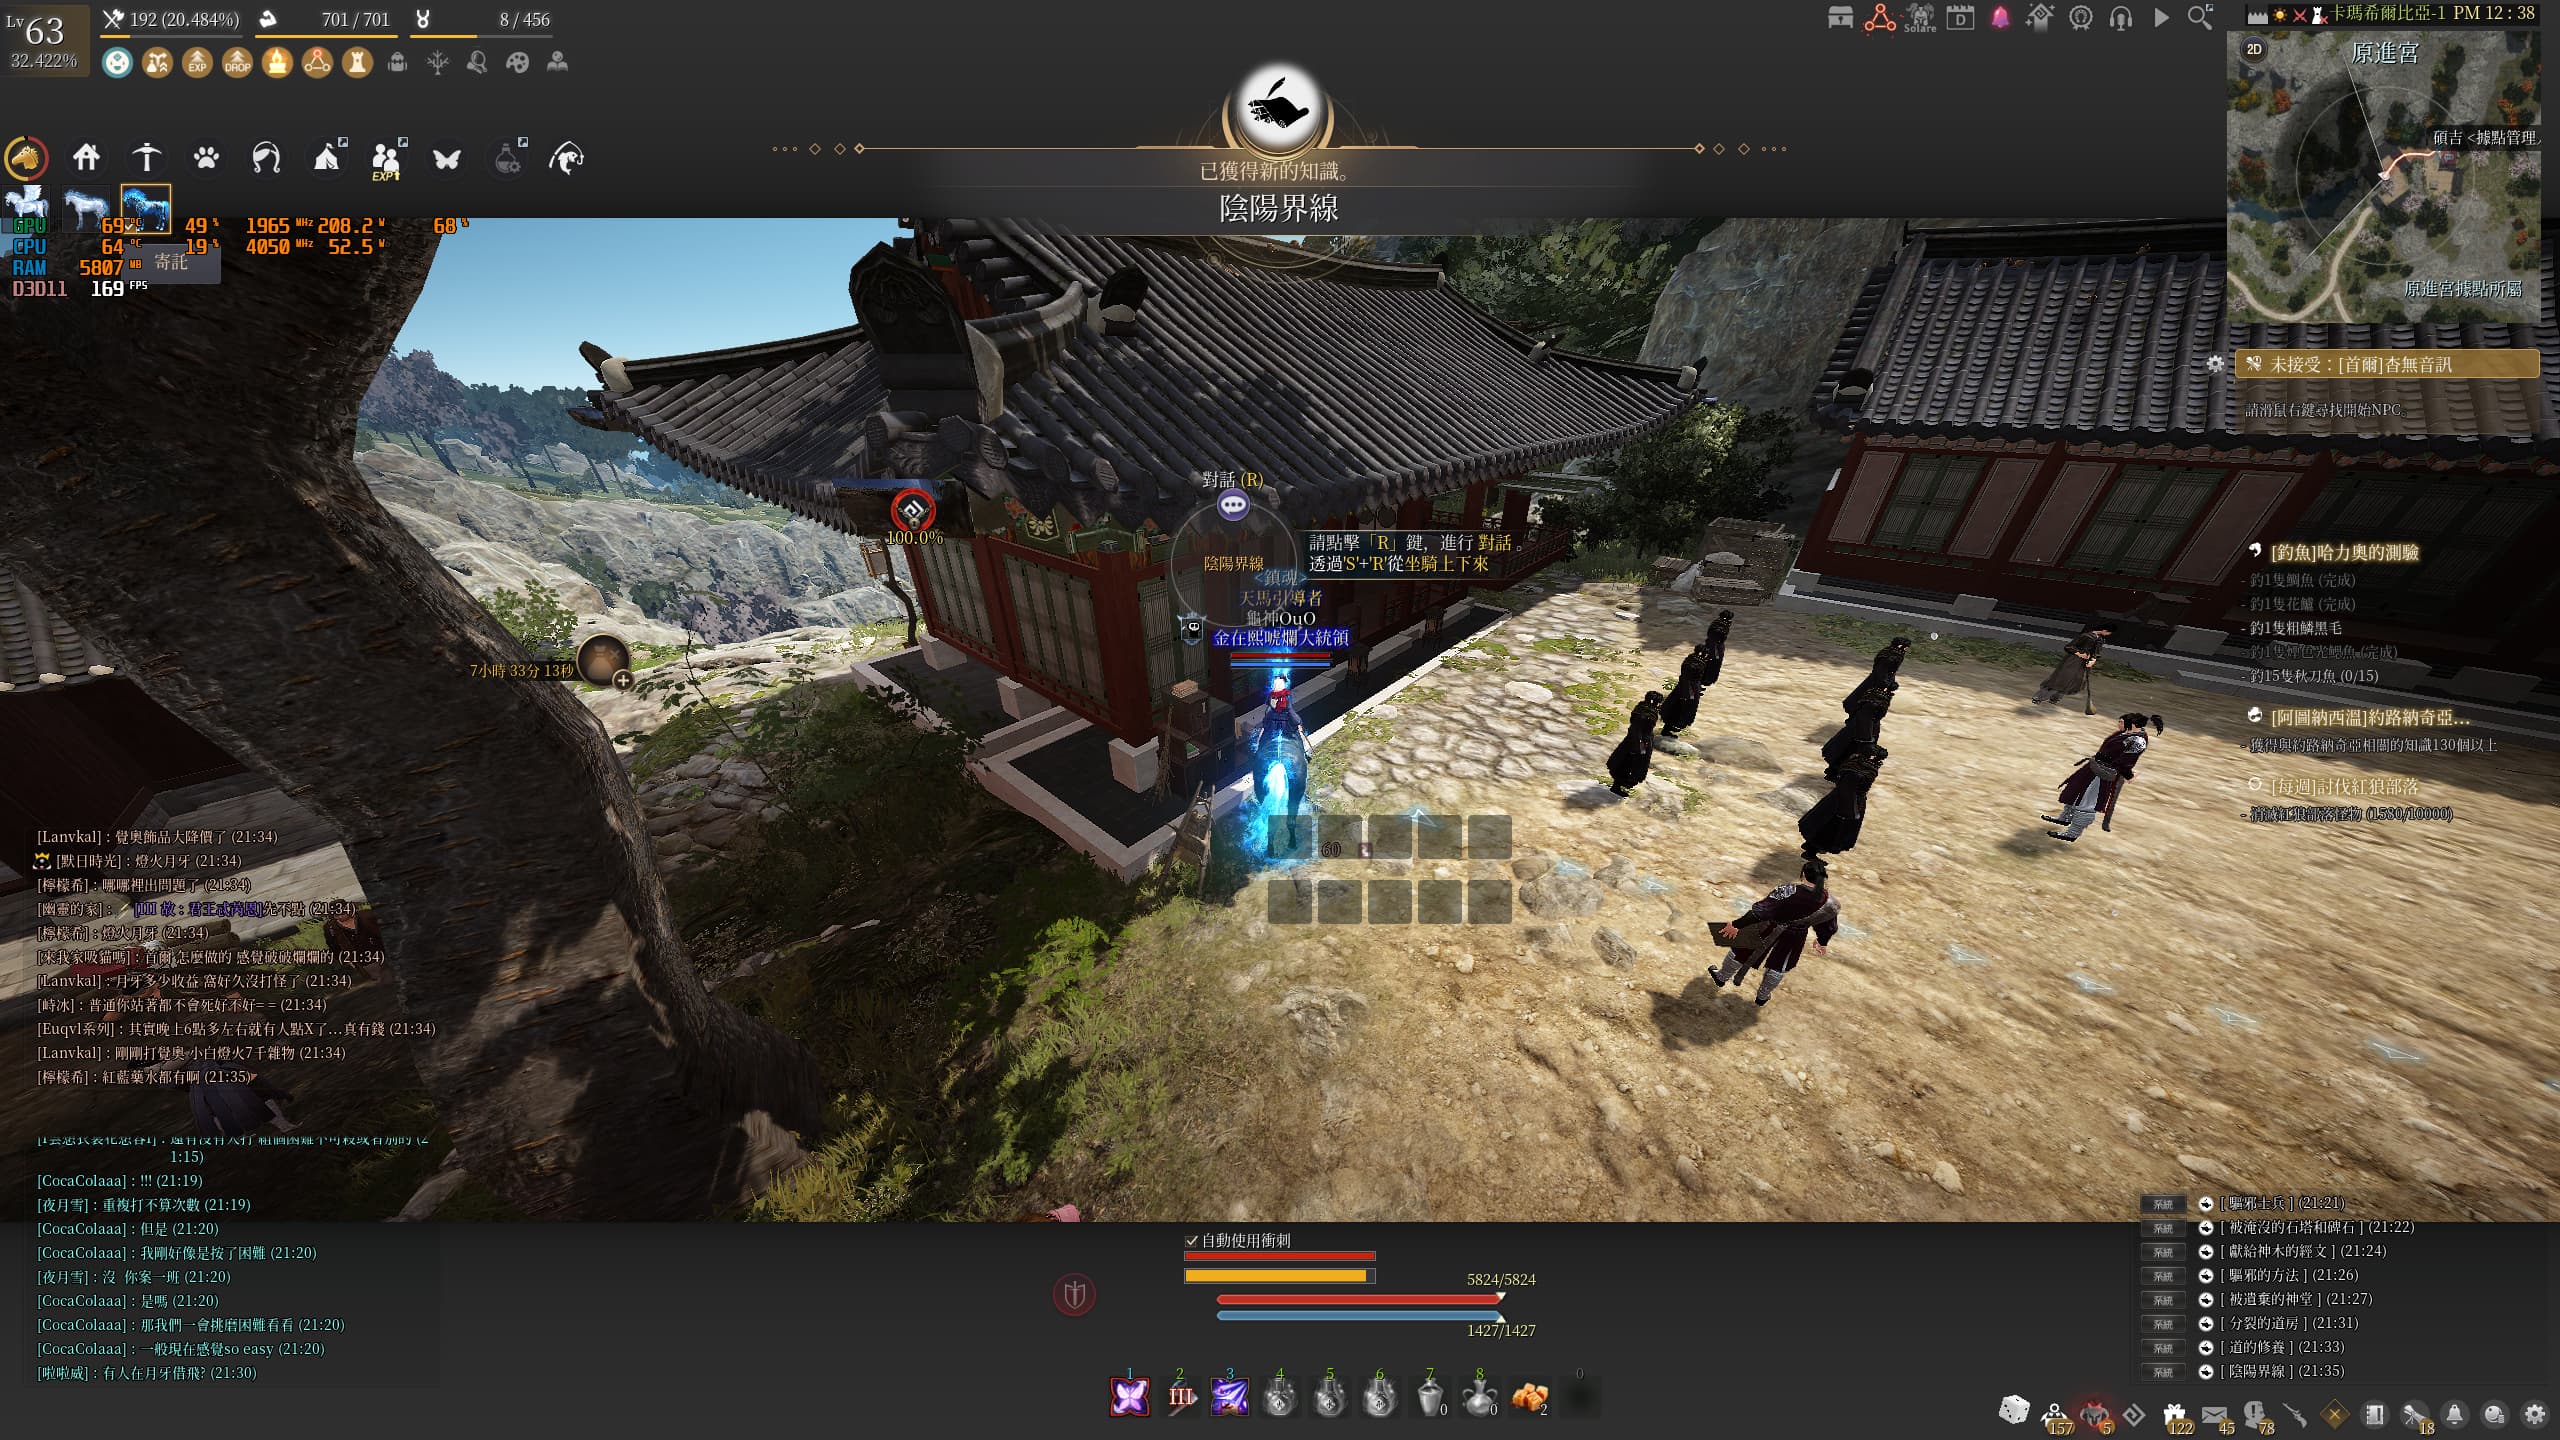 Lv 63
32.422%
192 (20.484%)
701 / 701
8 / 456
EXP
DROP
EXP
Solare
D
卡瑪希爾比亞-1 PM 12 : 38
2D
原進宮
碩吉 <據點管理
原進宮據點所屬
已獲得新的知識。
陰陽界線
GPU 69 °C 49 % 1965 MHz 208.2 W 68 %
CPU 64 °C 19 % 4050 MHz 52.5 W
RAM 5807 MB
D3D11 169 FPS
寄託
未接受 : [首爾]杳無音訊
請滑鼠右鍵尋找開始NPC。
100.0%
對話 (R)
請點擊「R」鍵，進行 對話 。
透過'S'+'R'從坐騎上下來
陰陽界線
<鎮魂>
天馬引導者
龜神OuO
金在熙唬爛大統領
7小時 33分 13秒
[釣魚]哈力奧的測驗
- 釣1隻鯛魚 (完成)
- 釣1隻花鱸 (完成)
- 釣1隻粗鱗黑毛
- 釣15隻秋刀魚 (0/15)
[阿圖納西溫]約路納奇亞...
- 獲得與約路納奇亞相關的知識130個以上
[每週]討伐紅狼部落
- 消滅紅狼部落怪物 (1580/10000)
60
[Lanvkal] : 覺奧飾品大降價了 (21:34)
[默日時光] : 燈火月牙 (21:34)
[檸檬希] : 哪哪裡出問題了 (21:34)
[幽靈的家] : [III 故 : 君王忒芮恩]先不點 (21:34)
[檸檬希] : 燈火月牙 (21:34)
[來我家吸貓嗎] : 首爾 怎麼做的 感覺破破爛爛的 (21:34)
[Lanvkal] : 月牙多少收益 窩好久沒打怪了 (21:34)
[峙冰] : 普通你站著都不會死好不好= = (21:34)
[Euqvl系列] : 其實晚上6點多左右就有人點X了...真有錢 (21:34)
[Lanvkal] : 剛剛打覺奧 小白燈火7千雜物 (21:34)
[檸檬希] : 紅藍藥水都有啊 (21:35)
1:15)
[CocaColaaa] : !!! (21:19)
[夜月雪] : 重複打不算次數 (21:19)
[CocaColaaa] : 但是 (21:20)
[CocaColaaa] : 我剛好像是按了困難 (21:20)
[夜月雪] : 沒 你案一班 (21:20)
[CocaColaaa] : 是嗎 (21:20)
[CocaColaaa] : 那我們一會挑磨困難看看 (21:20)
[CocaColaaa] : 一般現在感覺so easy (21:20)
[啦啦威] : 有人在月牙借飛? (21:30)
自動使用衝刺
5824/5824
1427/1427
1 2 3 4 5 6 7 8 0
III
0 0 2
系統 [ 驅邪士兵 ] (21:21)
系統 [ 被淹沒的石塔和碑石 ] (21:22)
系統 [ 獻給神木的經文 ] (21:24)
系統 [ 驅邪的方法 ] (21:26)
系統 [ 被遺棄的神堂 ] (21:27)
系統 [ 分裂的道房 ] (21:31)
系統 [ 道的修養 ] (21:33)
系統 [ 陰陽界線 ] (21:35)
157 5 122 45 78 18